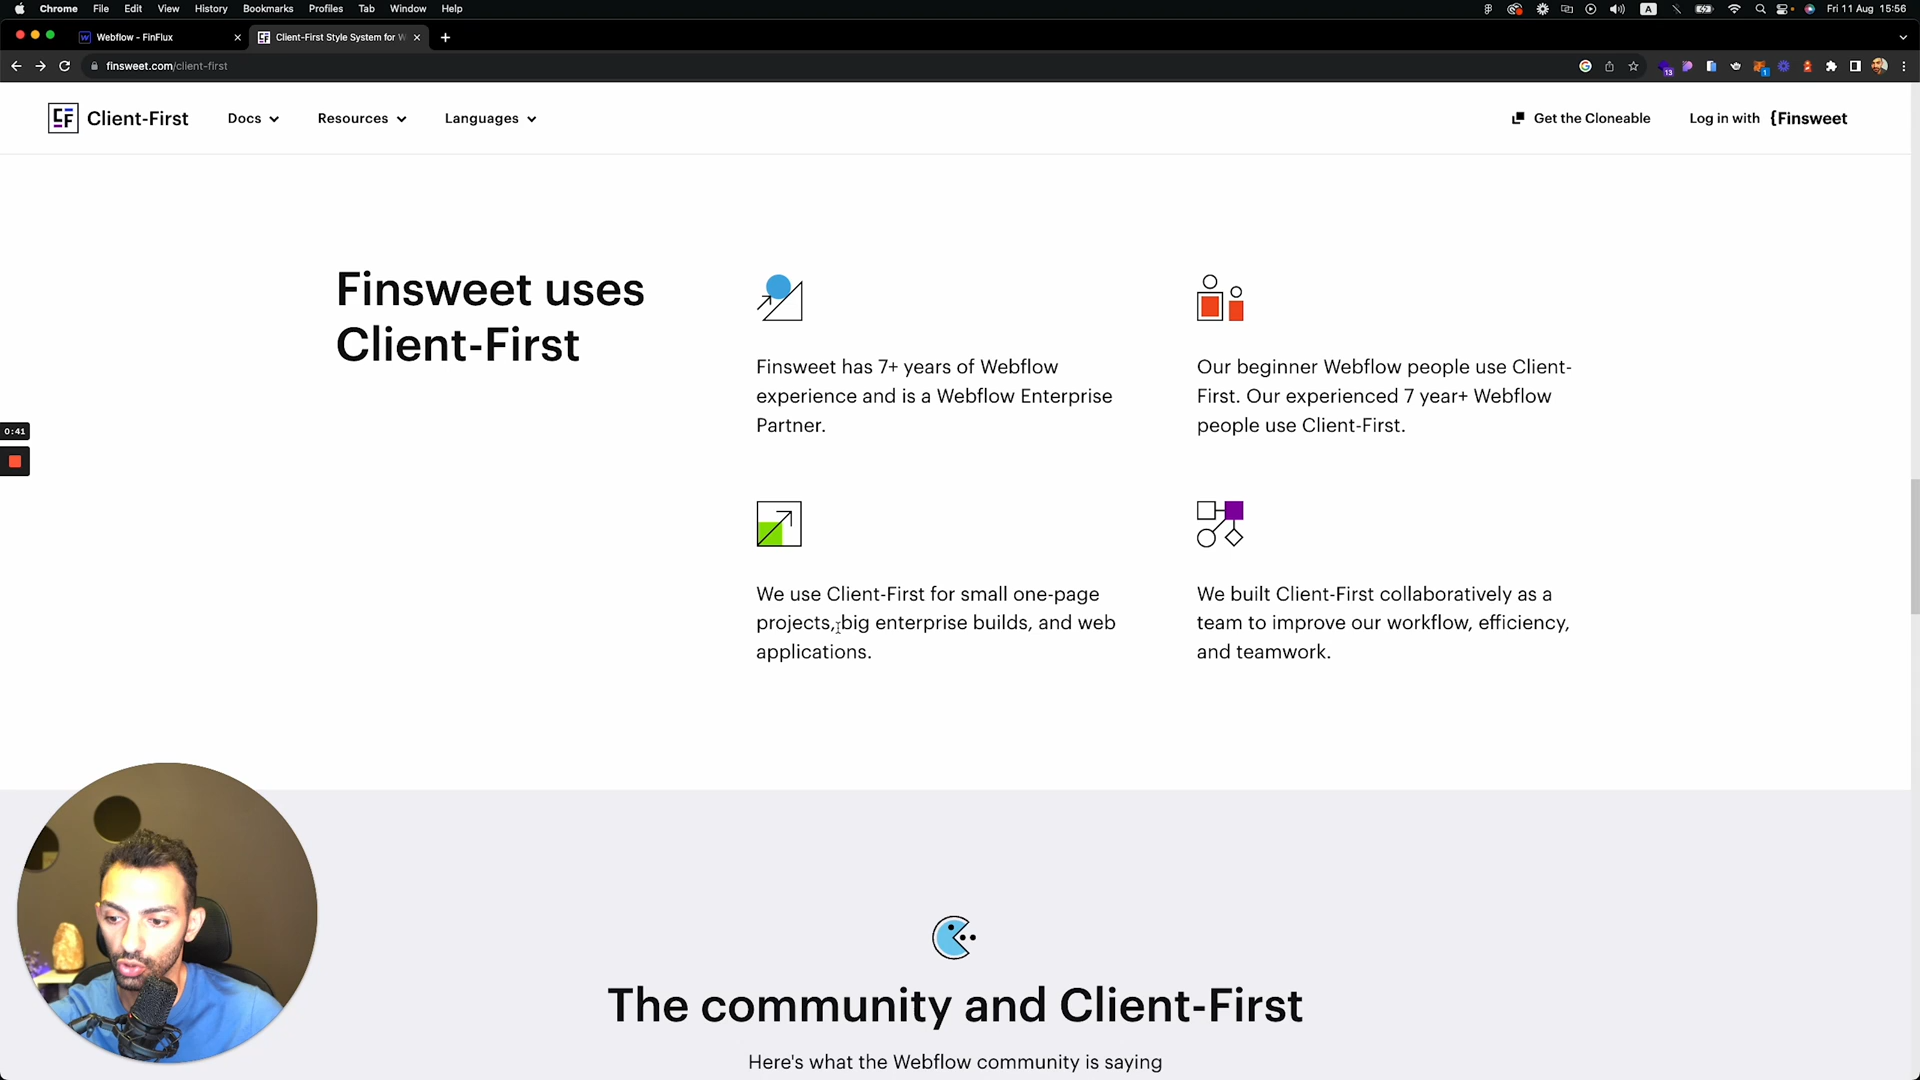 Chrome File Edit View History Bookmarks Profiles Tab Window Help
A Fri 11 Aug 15:56
Webflow - FinFlux
Client-First Style System for W
finsweet.com/client-first
13
1
CF Client-First
Docs
Resources
Languages
Get the Cloneable
Log in with {Finsweet
0:41
Finsweet uses
Client-First
Finsweet has 7+ years of Webflow
experience and is a Webflow Enterprise
Partner.
Our beginner Webflow people use Client-
First. Our experienced 7 year+ Webflow
people use Client-First.
We use Client-First for small one-page
projects, big enterprise builds, and web
applications.
We built Client-First collaboratively as a
team to improve our workflow, efficiency,
and teamwork.
The community and Client-First
Here's what the Webflow community is saying